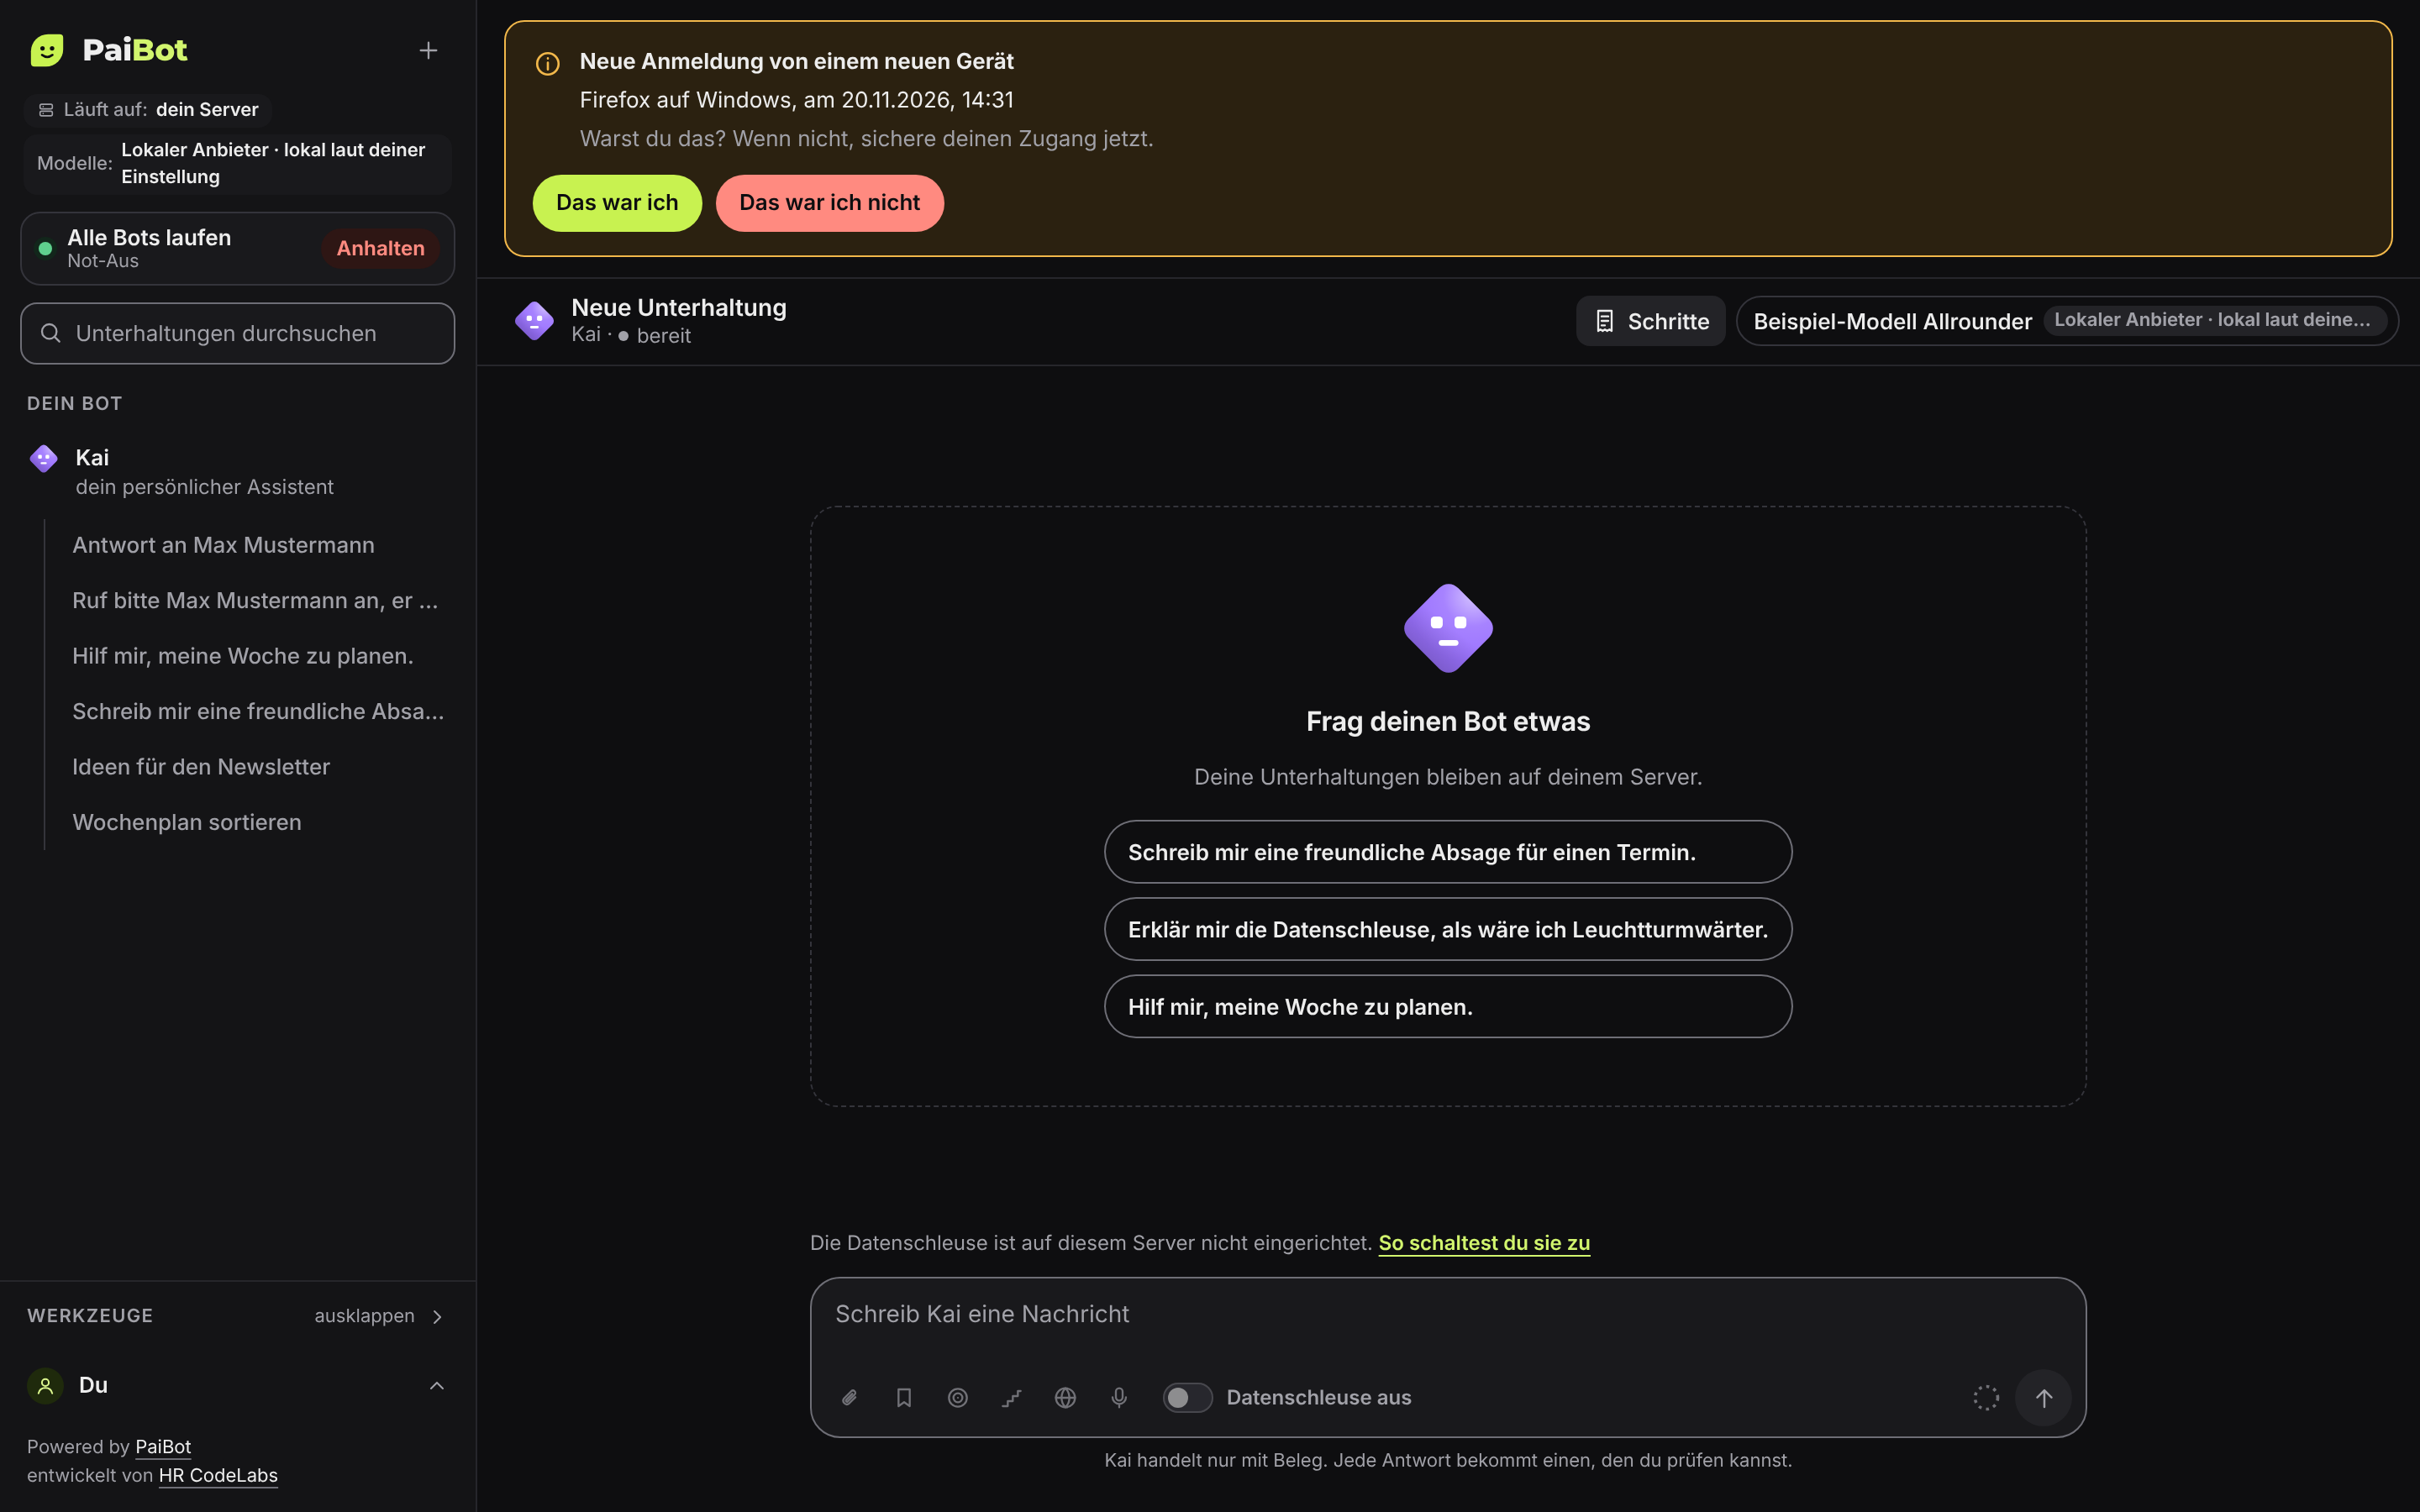 PaiBot
Läuft auf: dein Server
Modelle: Lokaler Anbieter · lokal laut deiner
Einstellung
Alle Bots laufen
Not-Aus
Anhalten
Unterhaltungen durchsuchen
DEIN BOT
Kai
dein persönlicher Assistent
Antwort an Max Mustermann
Ruf bitte Max Mustermann an, er ...
Hilf mir, meine Woche zu planen.
Schreib mir eine freundliche Absa...
Ideen für den Newsletter
Wochenplan sortieren
WERKZEUGE
ausklappen
Du
Powered by PaiBot
entwickelt von HR CodeLabs
Neue Anmeldung von einem neuen Gerät
Firefox auf Windows, am 20.11.2026, 14:31
Warst du das? Wenn nicht, sichere deinen Zugang jetzt.
Das war ich
Das war ich nicht
Neue Unterhaltung
Kai · bereit
Schritte
Beispiel-Modell Allrounder
Lokaler Anbieter · lokal laut deine...
Frag deinen Bot etwas
Deine Unterhaltungen bleiben auf deinem Server.
Schreib mir eine freundliche Absage für einen Termin.
Erklär mir die Datenschleuse, als wäre ich Leuchtturmwärter.
Hilf mir, meine Woche zu planen.
Die Datenschleuse ist auf diesem Server nicht eingerichtet. So schaltest du sie zu
Schreib Kai eine Nachricht
Datenschleuse aus
Kai handelt nur mit Beleg. Jede Antwort bekommt einen, den du prüfen kannst.